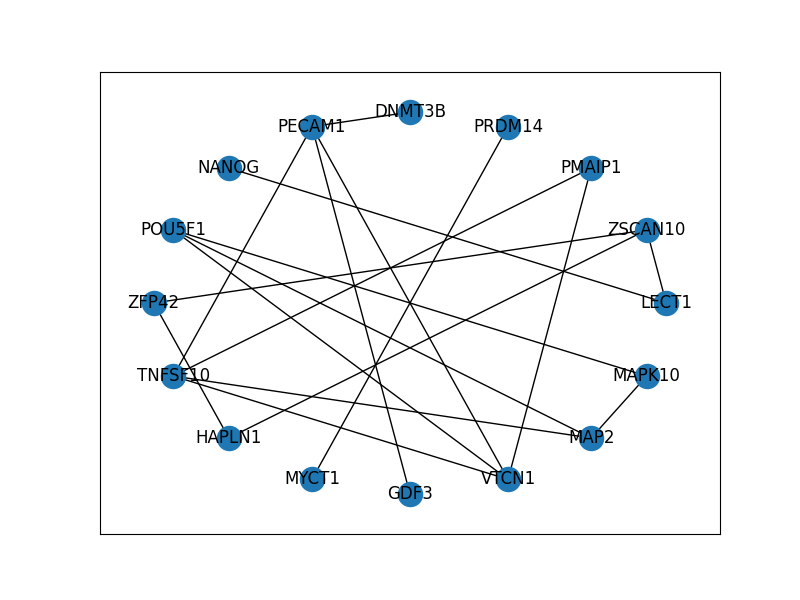 DNMT3B
PECAM1
PRDM14
NANOG
PMAIP1
POU5F1
ZSCAN10
ZFP42
LECT1
TNFSF10
MAPK10
HAPLN1
MAP2
MYCT1
VTCN1
GDF3